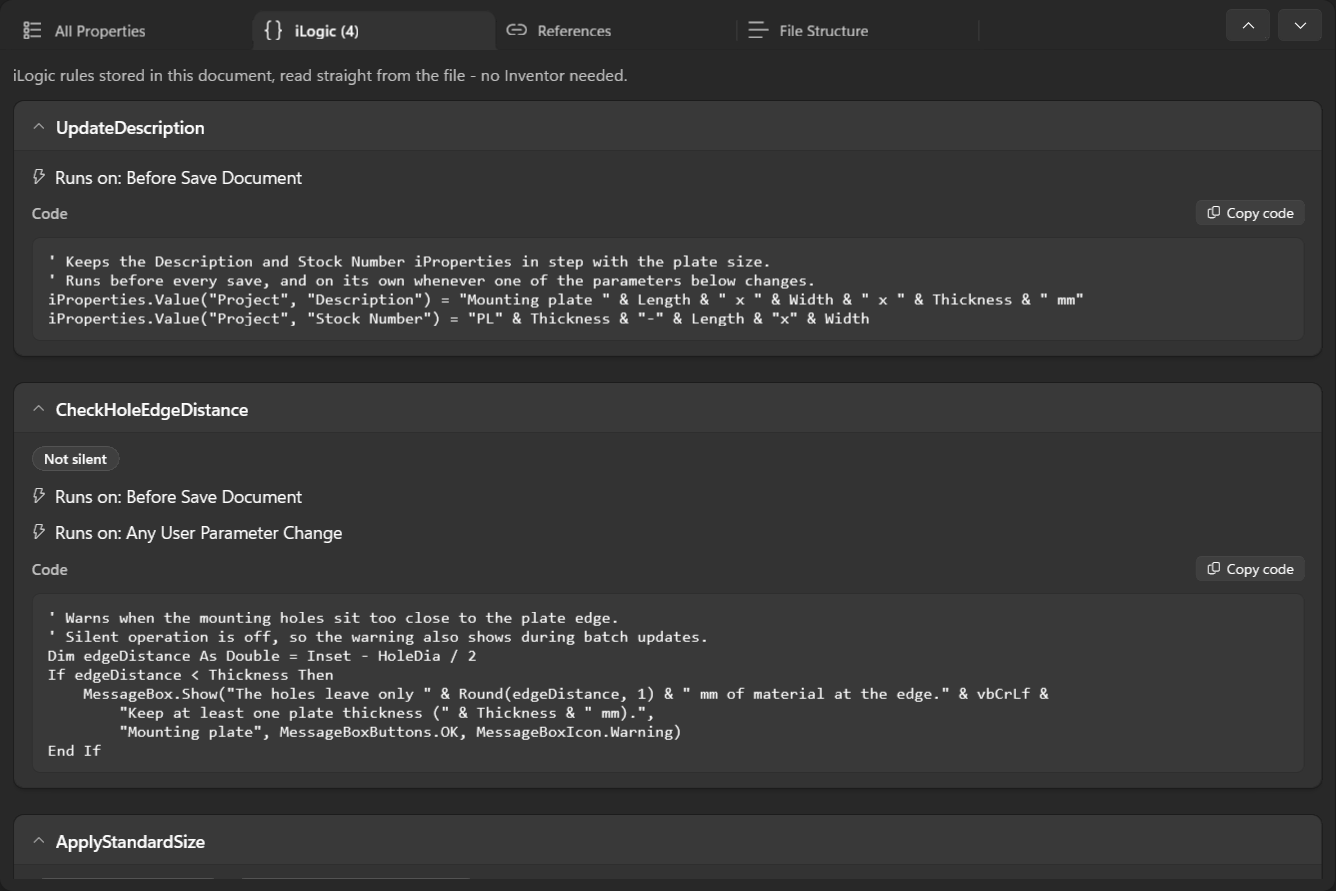 All Properties
{} iLogic (4)
References
File Structure
iLogic rules stored in this document, read straight from the file - no Inventor needed.
UpdateDescription
Runs on: Before Save Document
Code
Copy code
' Keeps the Description and Stock Number iProperties in step with the plate size.
' Runs before every save, and on its own whenever one of the parameters below changes.
iProperties.Value("Project", "Description") = "Mounting plate " & Length & " x " & Width & " x " & Thickness & " mm"
iProperties.Value("Project", "Stock Number") = "PL" & Thickness & "-" & Length & "x" & Width
CheckHoleEdgeDistance
Not silent
Runs on: Before Save Document
Runs on: Any User Parameter Change
Code
Copy code
' Warns when the mounting holes sit too close to the plate edge.
' Silent operation is off, so the warning also shows during batch updates.
Dim edgeDistance As Double = Inset - HoleDia / 2
If edgeDistance < Thickness Then
    MessageBox.Show("The holes leave only " & Round(edgeDistance, 1) & " mm of material at the edge." & vbCrLf &
        "Keep at least one plate thickness (" & Thickness & " mm).",
        "Mounting plate", MessageBoxButtons.OK, MessageBoxIcon.Warning)
End If
ApplyStandardSize